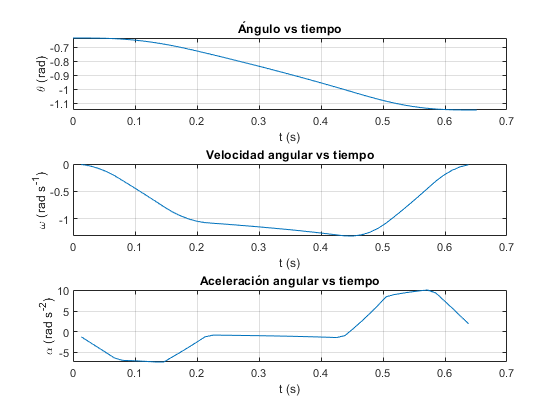 Ángulo vs tiempo
θ (rad)
-0.7
-0.8
-0.9
-1
-1.1
0 0.1 0.2 0.3 0.4 0.5 0.6 0.7
t (s)
Velocidad angular vs tiempo
ω (rad s⁻¹)
0
-0.5
-1
0 0.1 0.2 0.3 0.4 0.5 0.6 0.7
t (s)
Aceleración angular vs tiempo
α (rad s⁻²)
10
5
0
-5
0 0.1 0.2 0.3 0.4 0.5 0.6 0.7
t (s)